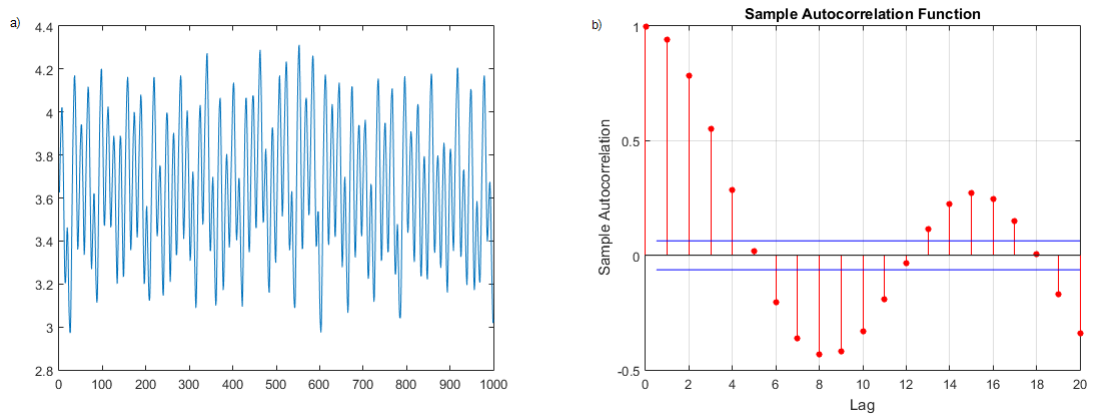 a)
4.4
4.2
4
3.8
3.6
3.4
3.2
3
2.8
0 100 200 300 400 500 600 700 800 900 1000
b)
Sample Autocorrelation Function
Sample Autocorrelation
1
0.5
0
-0.5
0 2 4 6 8 10 12 14 16 18 20
Lag